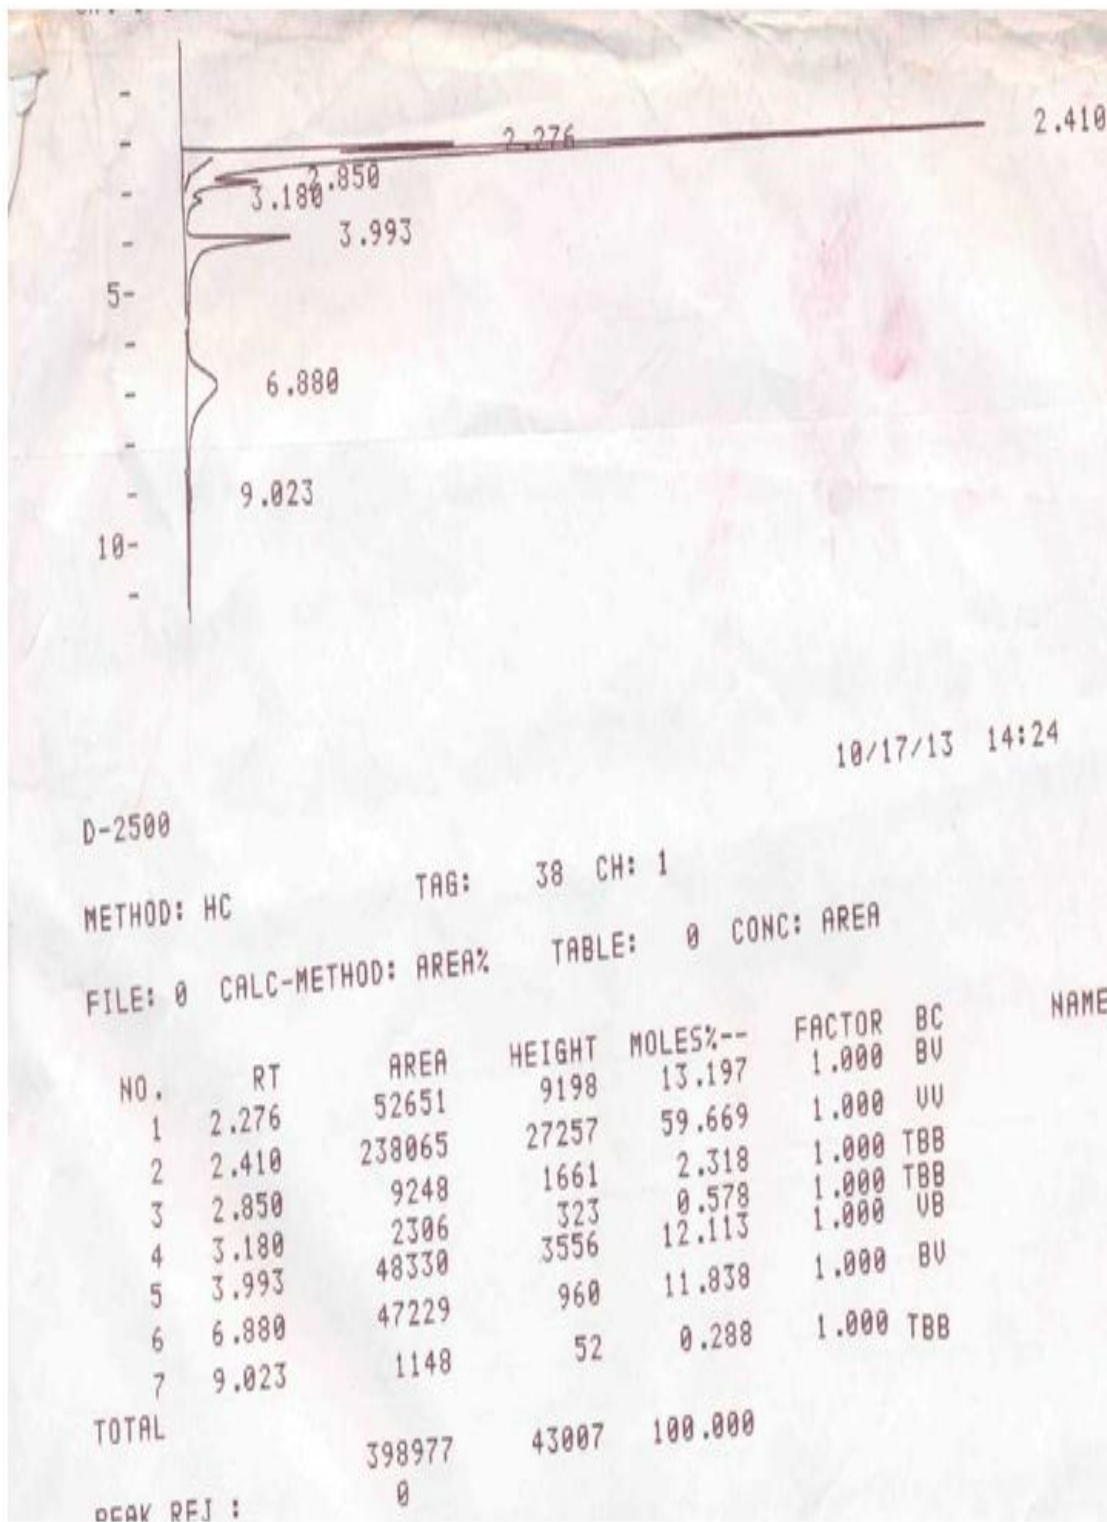 2.410
2.276
2.850
3.180
3.993
5-
6.880
9.023
10-
10/17/13 14:24
D-2500
METHOD: HC TAG: 38 CH: 1
FILE: 0 CALC-METHOD: AREA% TABLE: 0 CONC: AREA
NO. RT AREA HEIGHT MOLES%-- FACTOR BC NAME
1 2.276 52651 9198 13.197 1.000 BV
2 2.410 238065 27257 59.669 1.000 VV
3 2.850 9248 1661 2.318 1.000 TBB
4 3.180 2306 323 0.578 1.000 TBB
5 3.993 48330 3556 12.113 1.000 VB
6 6.880 47229 960 11.838 1.000 BV
7 9.023 1148 52 0.288 1.000 TBB
TOTAL
398977 43007 100.000
PEAK REJ : 0